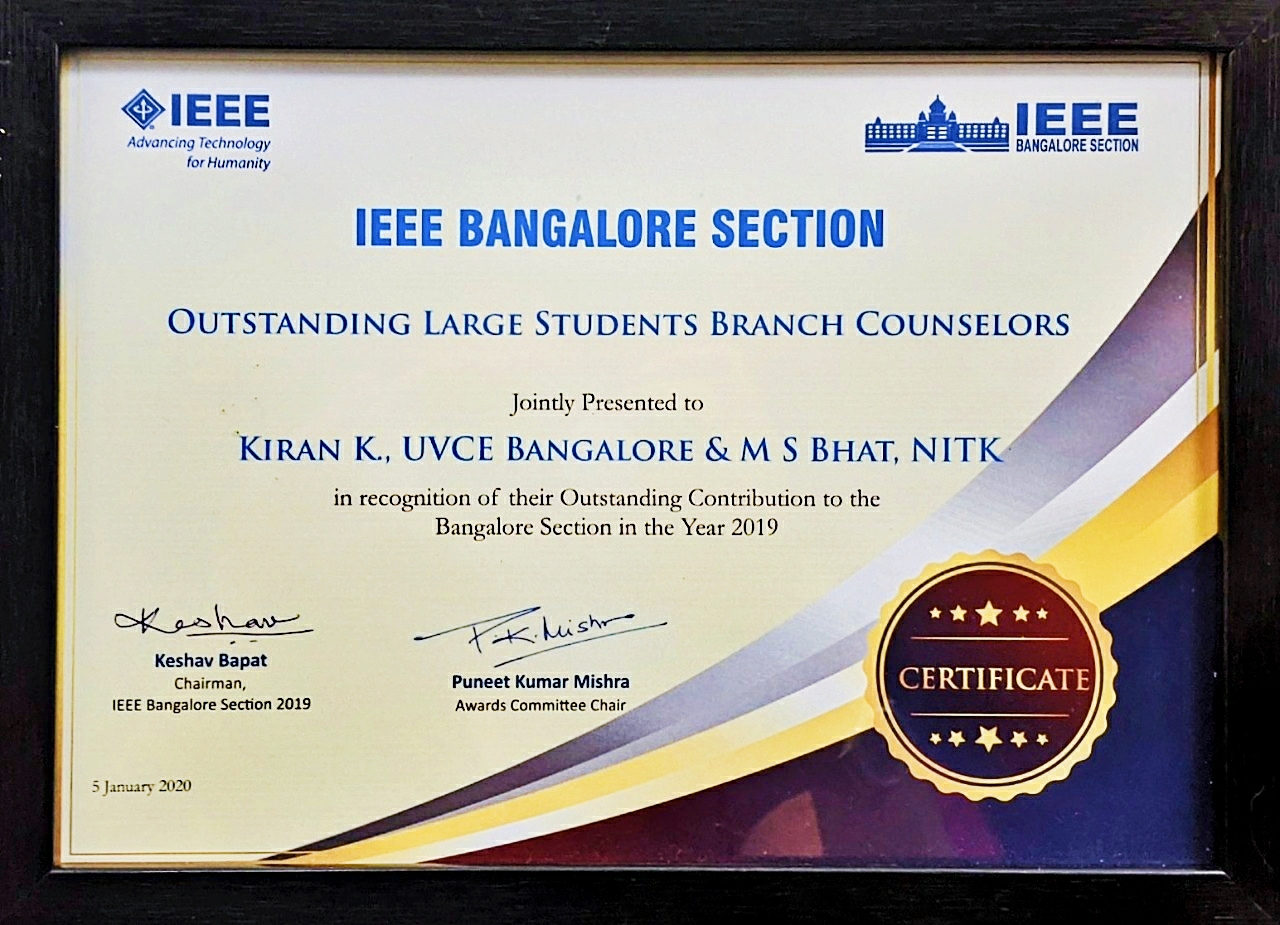 IEEE
Advancing Technology
for Humanity
IEEE
BANGALORE SECTION
IEEE BANGALORE SECTION
OUTSTANDING LARGE STUDENTS BRANCH COUNSELORS
Jointly Presented to
KIRAN K., UVCE BANGALORE & M S BHAT, NITK
in recognition of their Outstanding Contribution to the
Bangalore Section in the Year 2019
Keshav
Keshav Bapat
Chairman,
IEEE Bangalore Section 2019
P.K.Mishra
Puneet Kumar Mishra
Awards Committee Chair
CERTIFICATE
5 January 2020